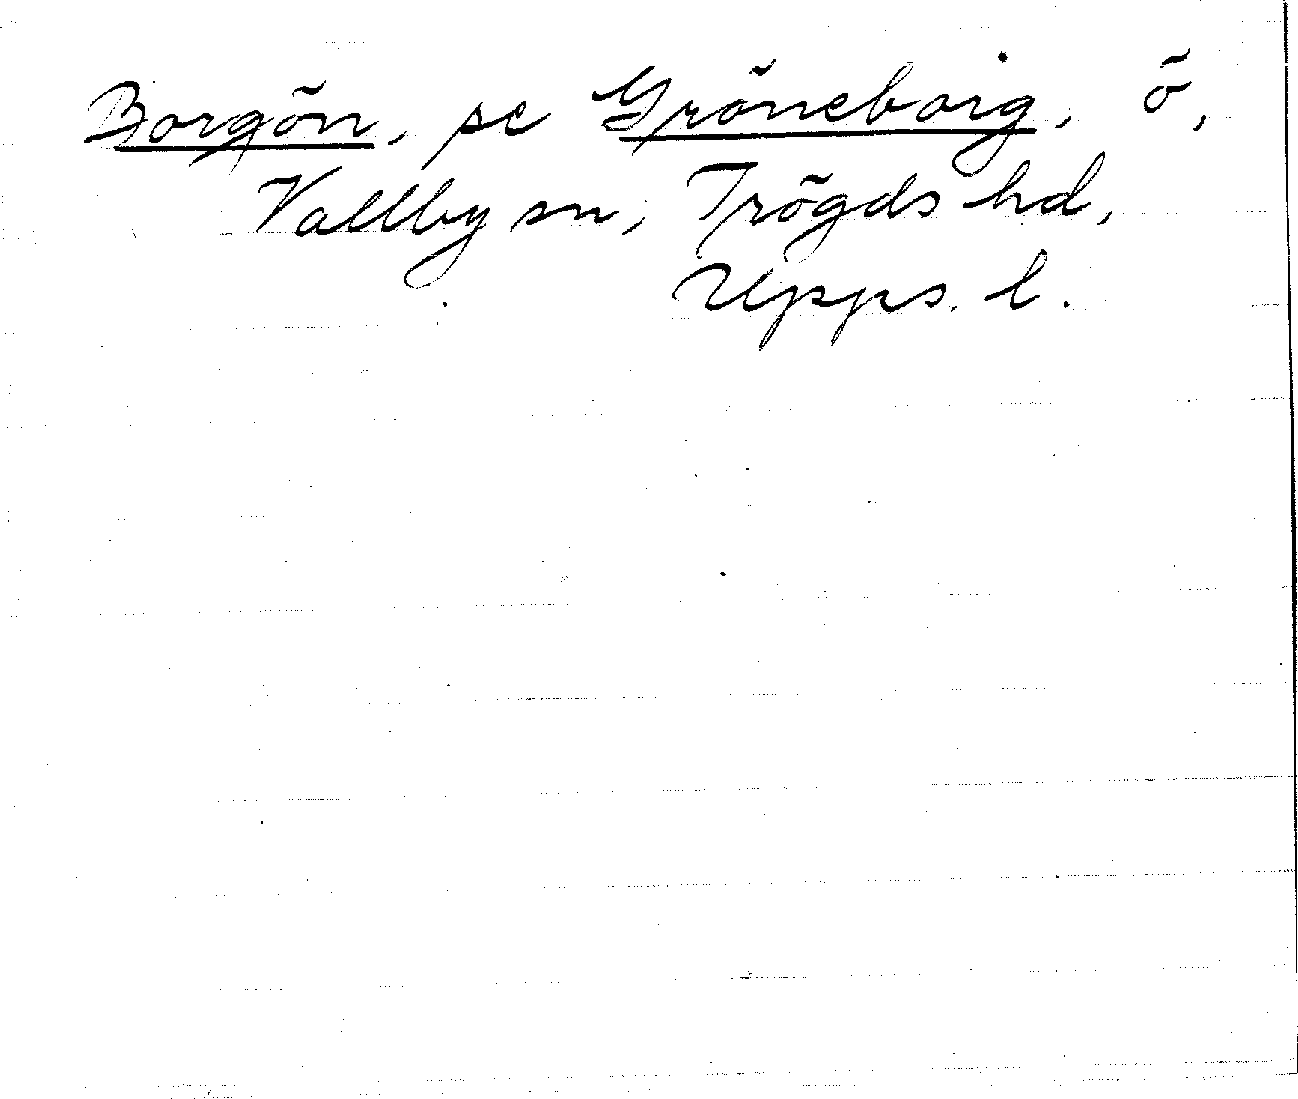 Borgön, se Gröneborg, ö,
Vallby sn, Trögds hd,
Upps. l.